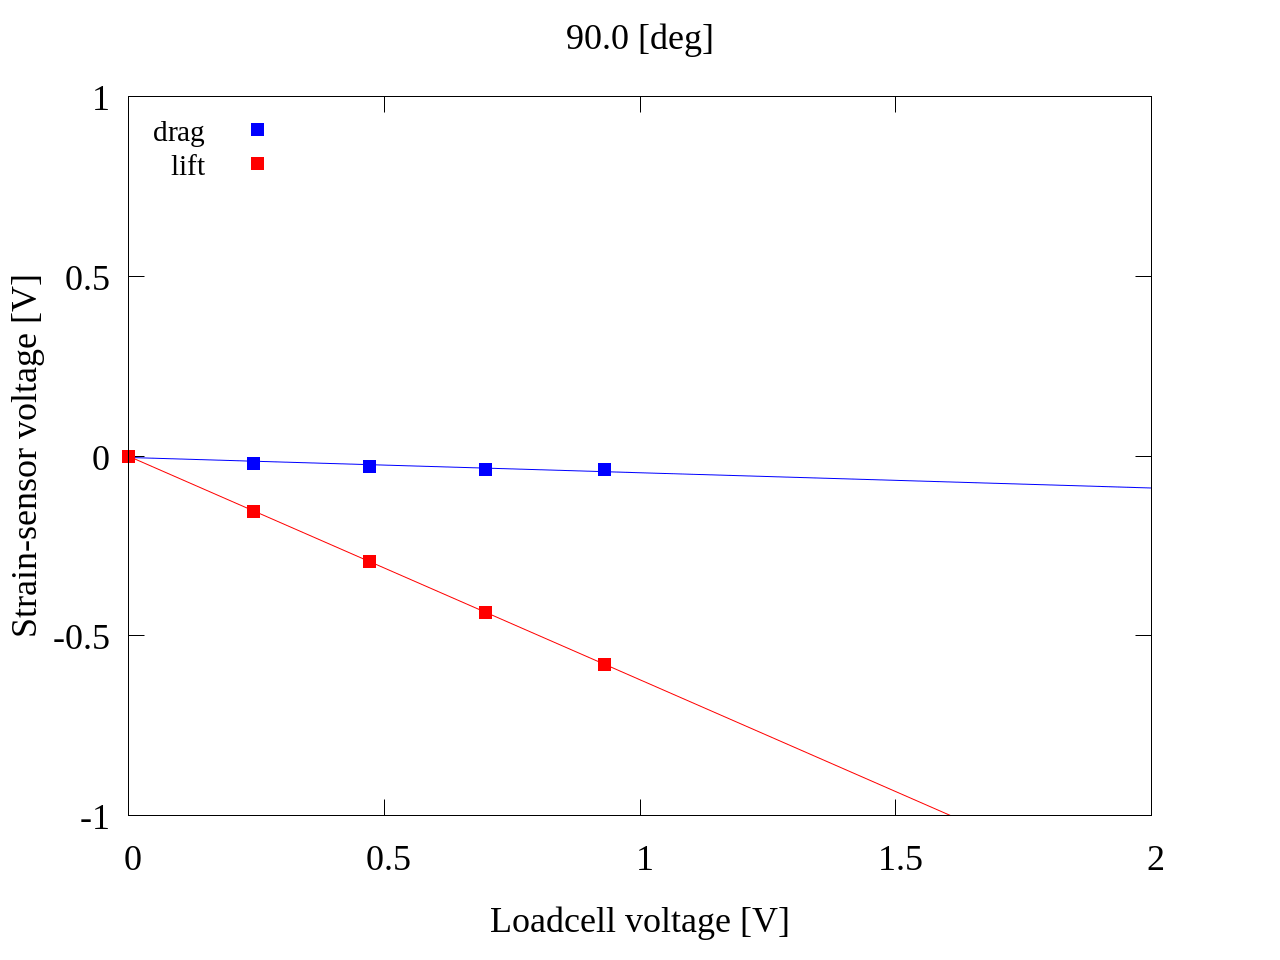 90.0 [deg]
drag
lift
1
0.5
0
-0.5
-1
Strain-sensor voltage [V]
0 0.5 1 1.5 2
Loadcell voltage [V]